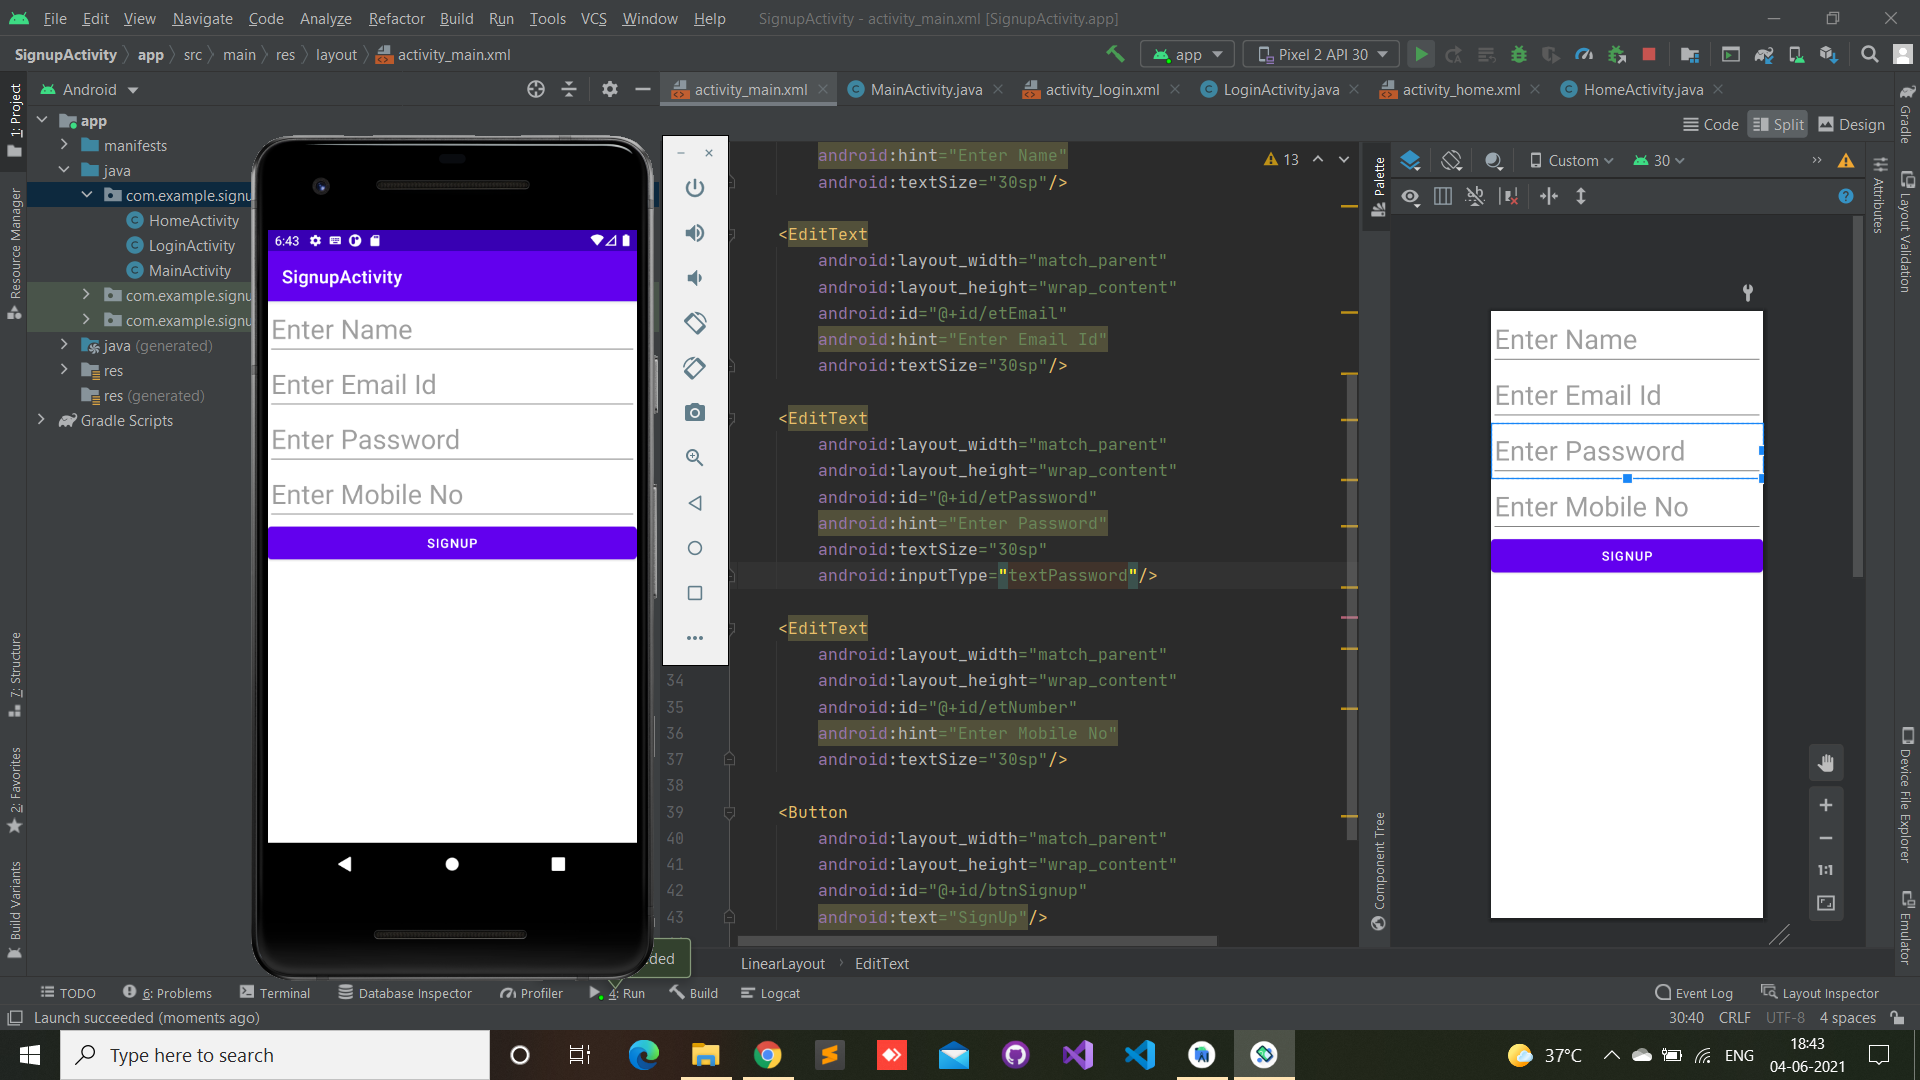 File Edit View Navigate Code Analyze Refactor Build Run Tools VCS Window Help SignupActivity - activity_main.xml [SignupActivity.app]
SignupActivity app src main res layout activity_main.xml
app Pixel 2 API 30
Android
activity_main.xml MainActivity.java activity_login.xml LoginActivity.java activity_home.xml HomeActivity.java
Code Split Design
1: Project
Resource Manager
7: Structure
2: Favorites
Build Variants
app
manifests
java
com.example.signu
HomeActivity
LoginActivity
MainActivity
com.example.signu
com.example.signu
java (generated)
res
res (generated)
Gradle Scripts
6:43
SignupActivity
Enter Name
Enter Email Id
Enter Password
Enter Mobile No
SIGNUP
android:hint="Enter Name"
android:textSize="30sp"/>
<EditText
android:layout_width="match_parent"
android:layout_height="wrap_content"
android:id="@+id/etEmail"
android:hint="Enter Email Id"
android:textSize="30sp"/>
<EditText
android:layout_width="match_parent"
android:layout_height="wrap_content"
android:id="@+id/etPassword"
android:hint="Enter Password"
android:textSize="30sp"
android:inputType="textPassword"/>
<EditText
android:layout_width="match_parent"
34 android:layout_height="wrap_content"
35 android:id="@+id/etNumber"
36 android:hint="Enter Mobile No"
37 android:textSize="30sp"/>
38
39 <Button
40 android:layout_width="match_parent"
41 android:layout_height="wrap_content"
42 android:id="@+id/btnSignup"
43 android:text="SignUp"/>
13
LinearLayout EditText
Palette
Component Tree
Custom 30
Enter Name
Enter Email Id
Enter Password
Enter Mobile No
SIGNUP
1:1
Gradle
Attributes
Layout Validation
Device File Explorer
Emulator
ded
TODO 6: Problems Terminal Database Inspector Profiler 4: Run Build Logcat Event Log Layout Inspector
Launch succeeded (moments ago) 30:40 CRLF UTF-8 4 spaces
Type here to search
37°C ENG
18:43
04-06-2021